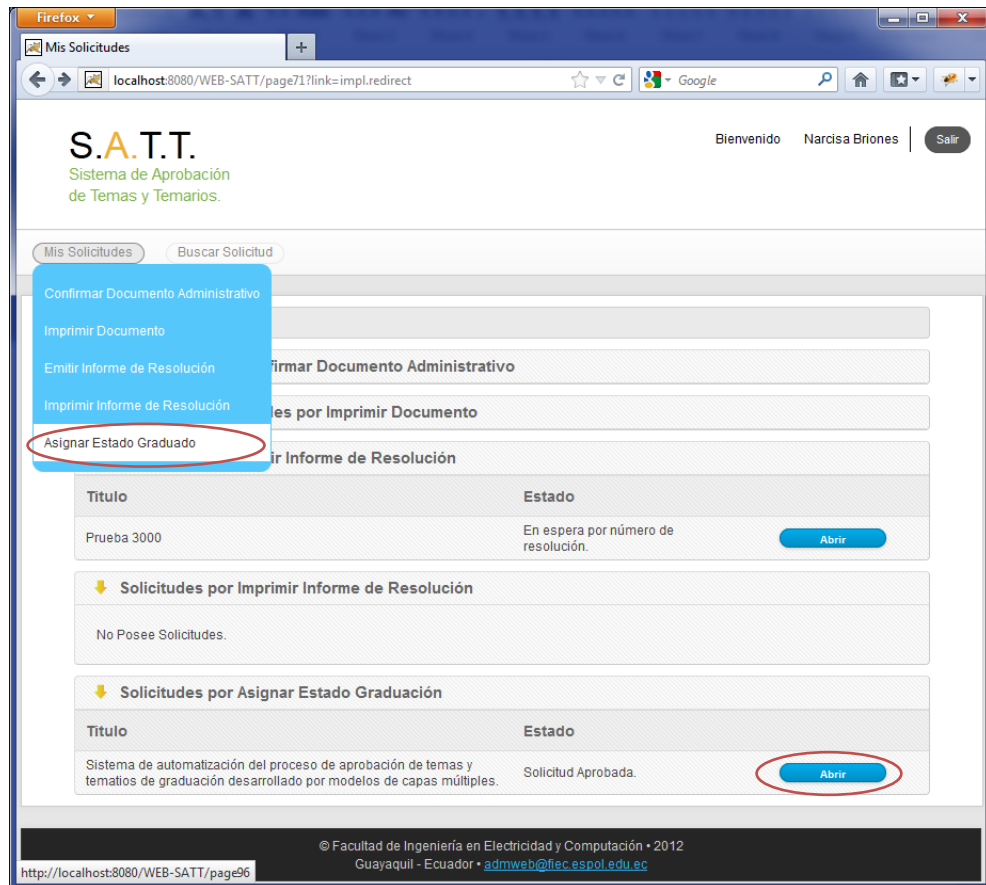 Firefox
Mis Solicitudes
localhost:8080/WEB-SATT/page71?link=impl.redirect
Google
S.A.T.T.
Sistema de Aprobación
de Temas y Temarios.
Bienvenido Narcisa Briones Salir
Mis Solicitudes Buscar Solicitud
Confirmar Documento Administrativo
Imprimir Documento
Emitir Informe de Resolución
Imprimir Informe de Resolución
Asignar Estado Graduado
firmar Documento Administrativo
es por Imprimir Documento
ir Informe de Resolución
Titulo Estado
Prueba 3000
En espera por número de
resolución.
Abrir
Solicitudes por Imprimir Informe de Resolución
No Posee Solicitudes.
Solicitudes por Asignar Estado Graduación
Titulo Estado
Sistema de automatización del proceso de aprobación de temas y
tematios de graduación desarrollado por modelos de capas múltiples.
Solicitud Aprobada.
Abrir
© Facultad de Ingeniería en Electricidad y Computación • 2012
Guayaquil - Ecuador • admweb@fiec.espol.edu.ec
http://localhost:8080/WEB-SATT/page96